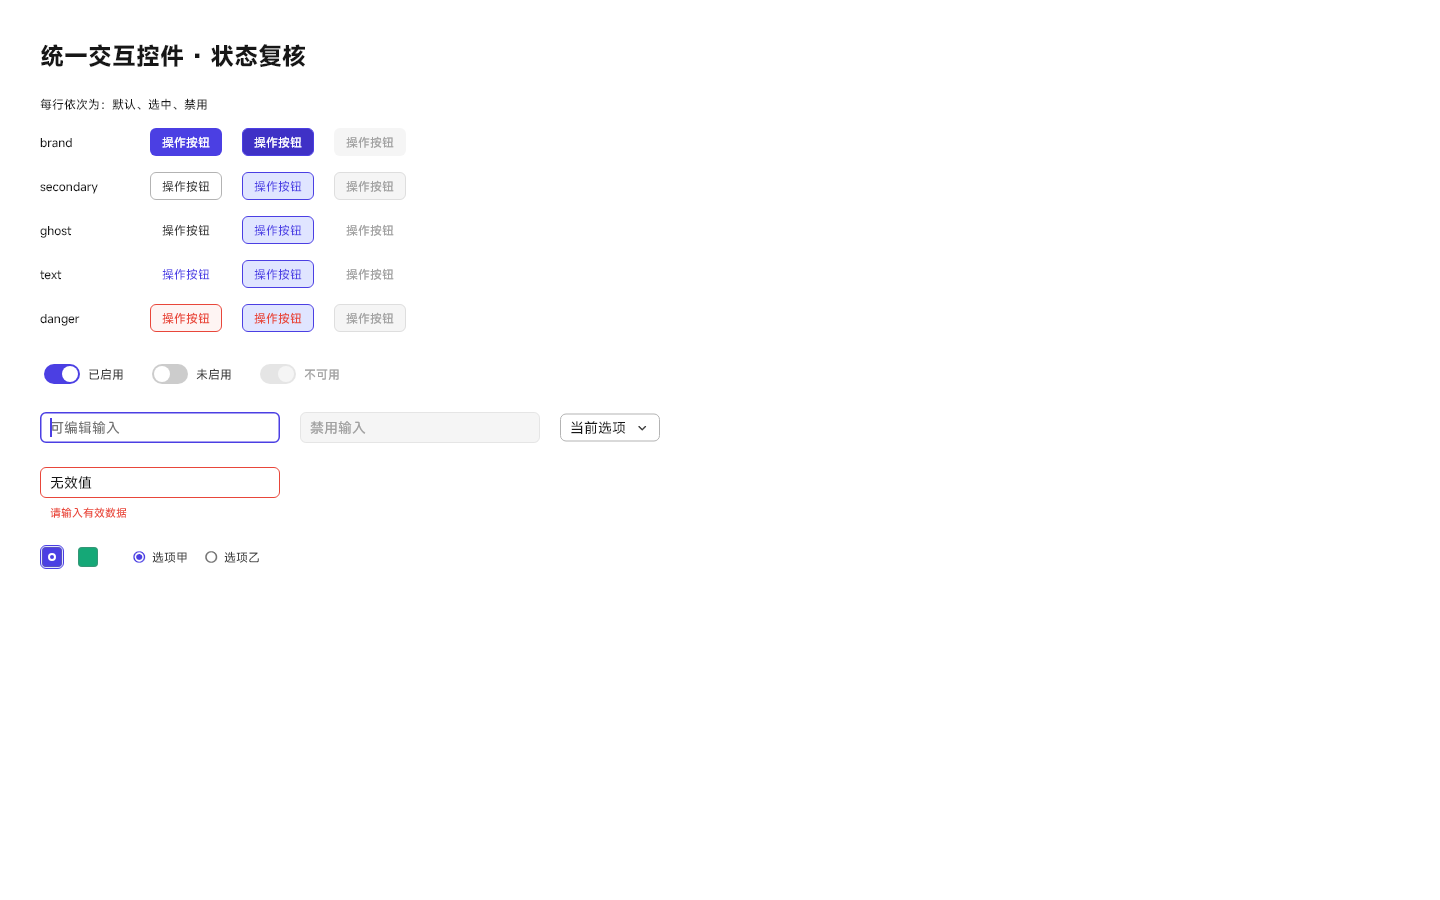 统一交互控件 · 状态复核
每行依次为：默认、选中、禁用
brand 操作按钮 操作按钮 操作按钮
secondary 操作按钮 操作按钮 操作按钮
ghost 操作按钮 操作按钮 操作按钮
text 操作按钮 操作按钮 操作按钮
danger 操作按钮 操作按钮 操作按钮
已启用 未启用 不可用
可编辑输入 禁用输入 当前选项
无效值
请输入有效数据
选项甲 选项乙